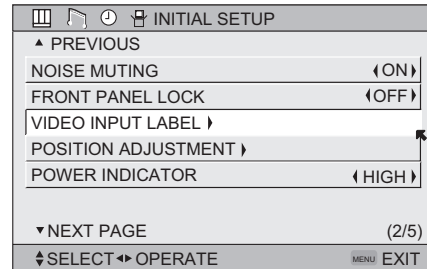 INITIAL SETUP
▲ PREVIOUS
NOISE MUTING ON
FRONT PANEL LOCK OFF
VIDEO INPUT LABEL
POSITION ADJUSTMENT
POWER INDICATOR HIGH
▼NEXT PAGE (2/5)
SELECT OPERATE MENU EXIT